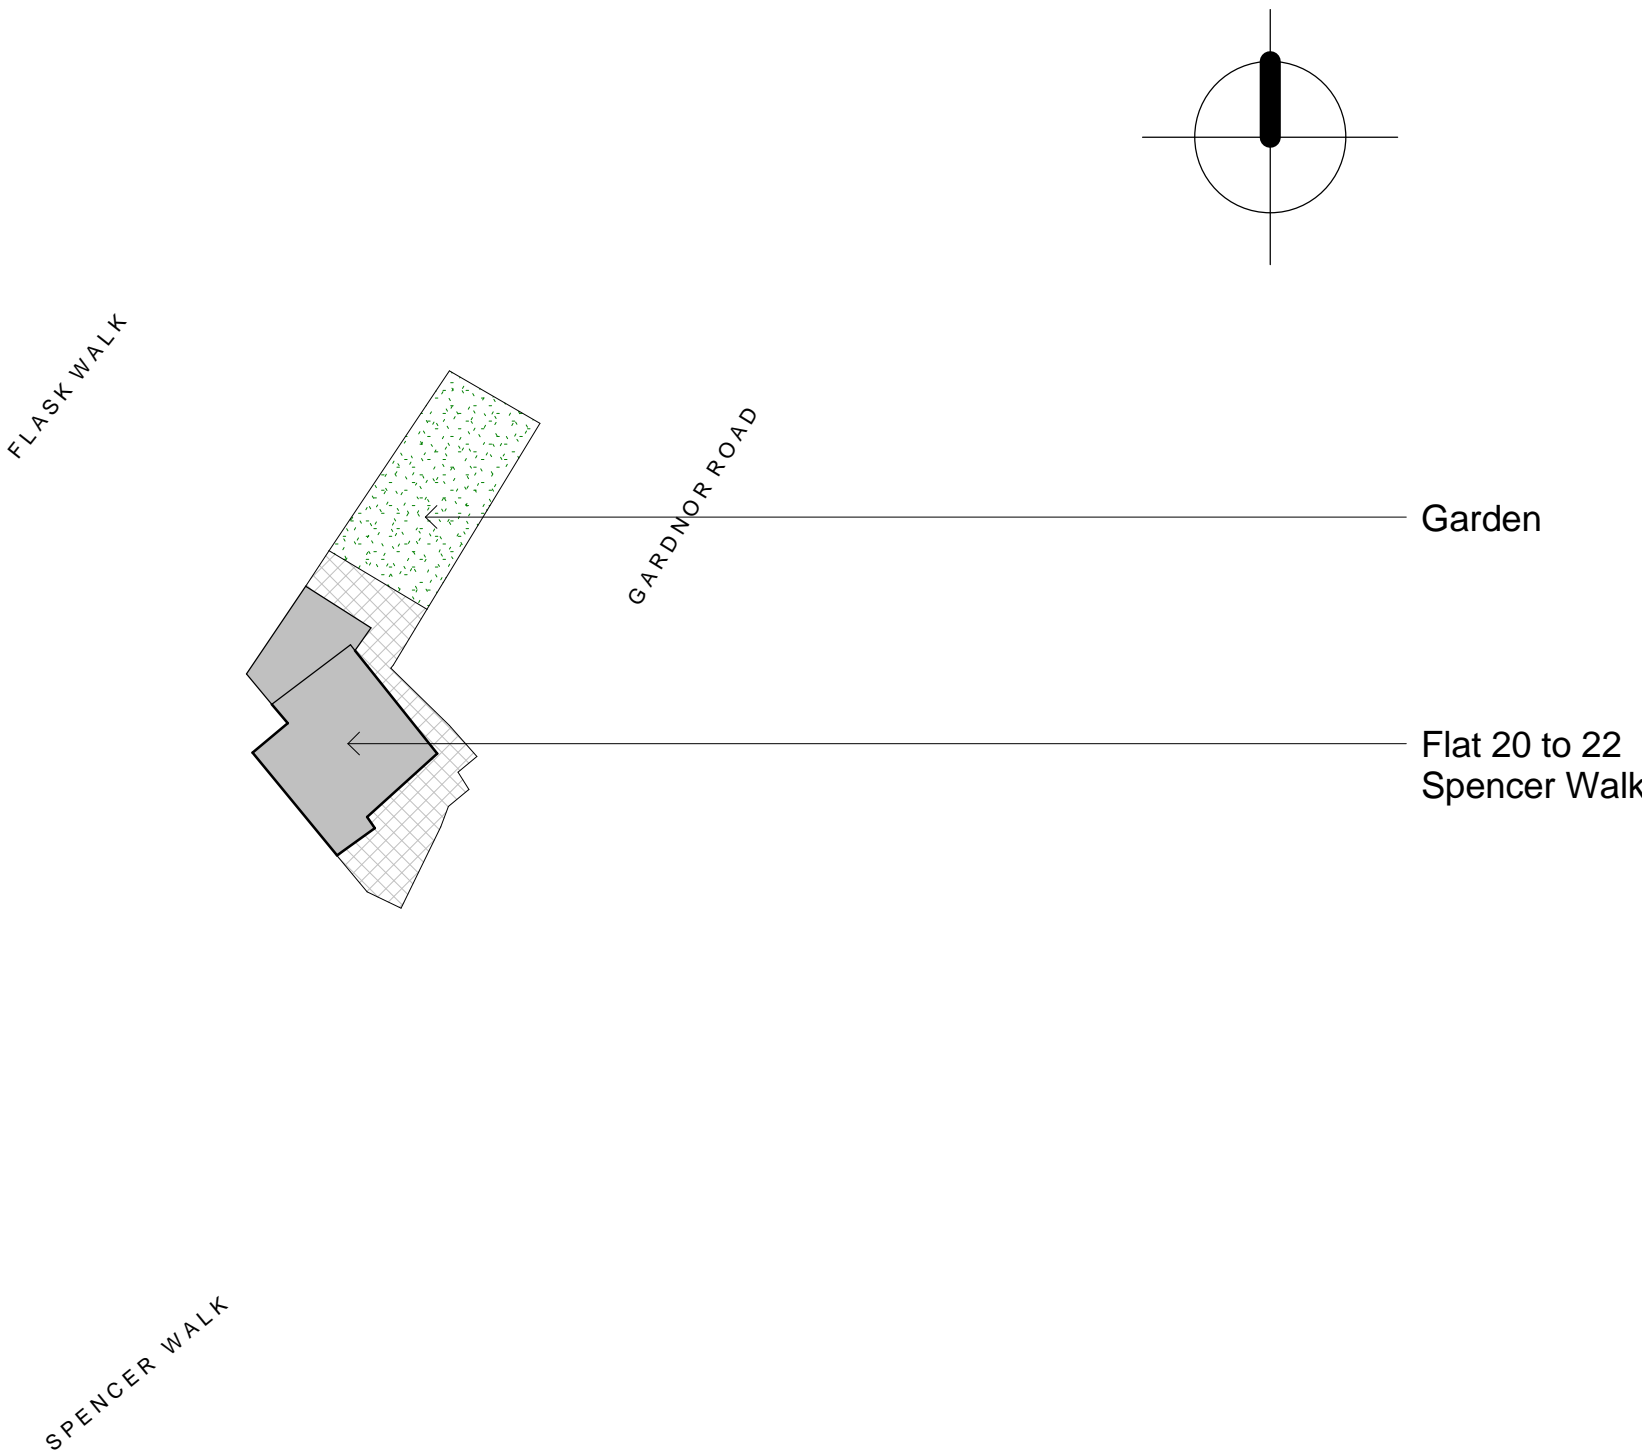 FLASK WALK
GARDNOR ROAD
Garden
Flat 20 to 22
Spencer Walk
SPENCER WALK